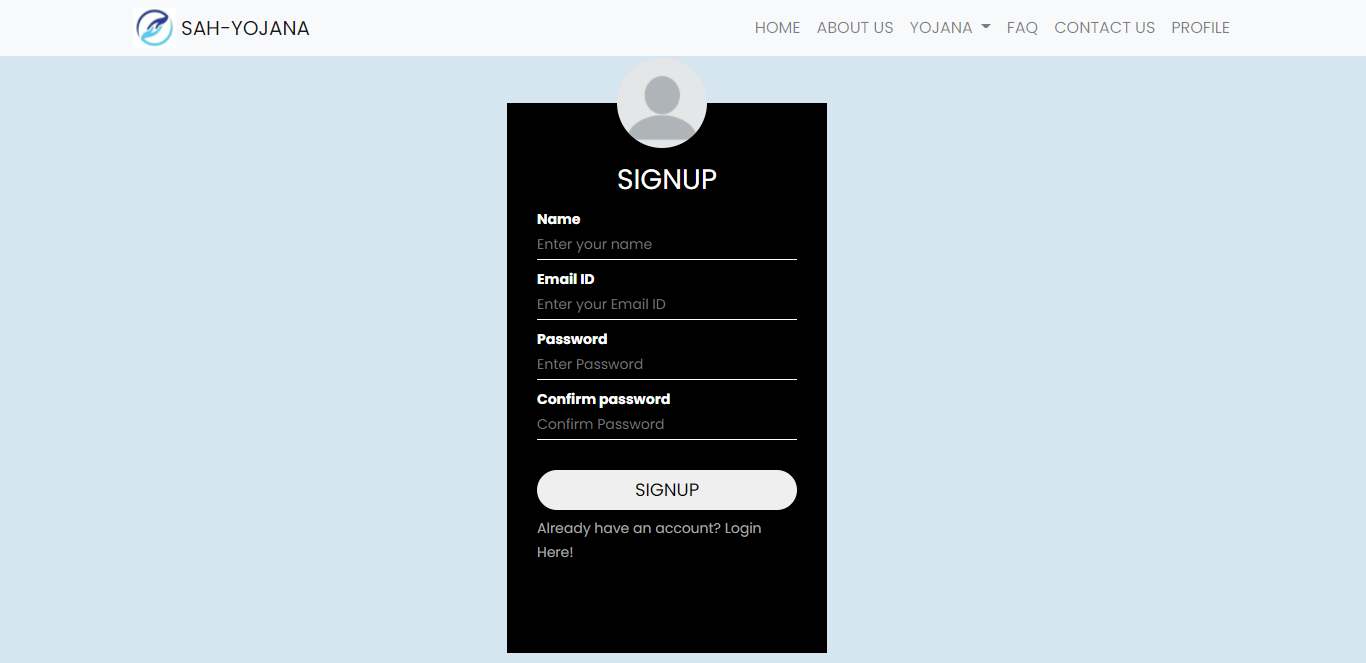 SAH-YOJANA
HOME ABOUT US YOJANA FAQ CONTACT US PROFILE
SIGNUP
Name
Enter your name
Email ID
Enter your Email ID
Password
Enter Password
Confirm password
Confirm Password
SIGNUP
Already have an account? Login
Here!